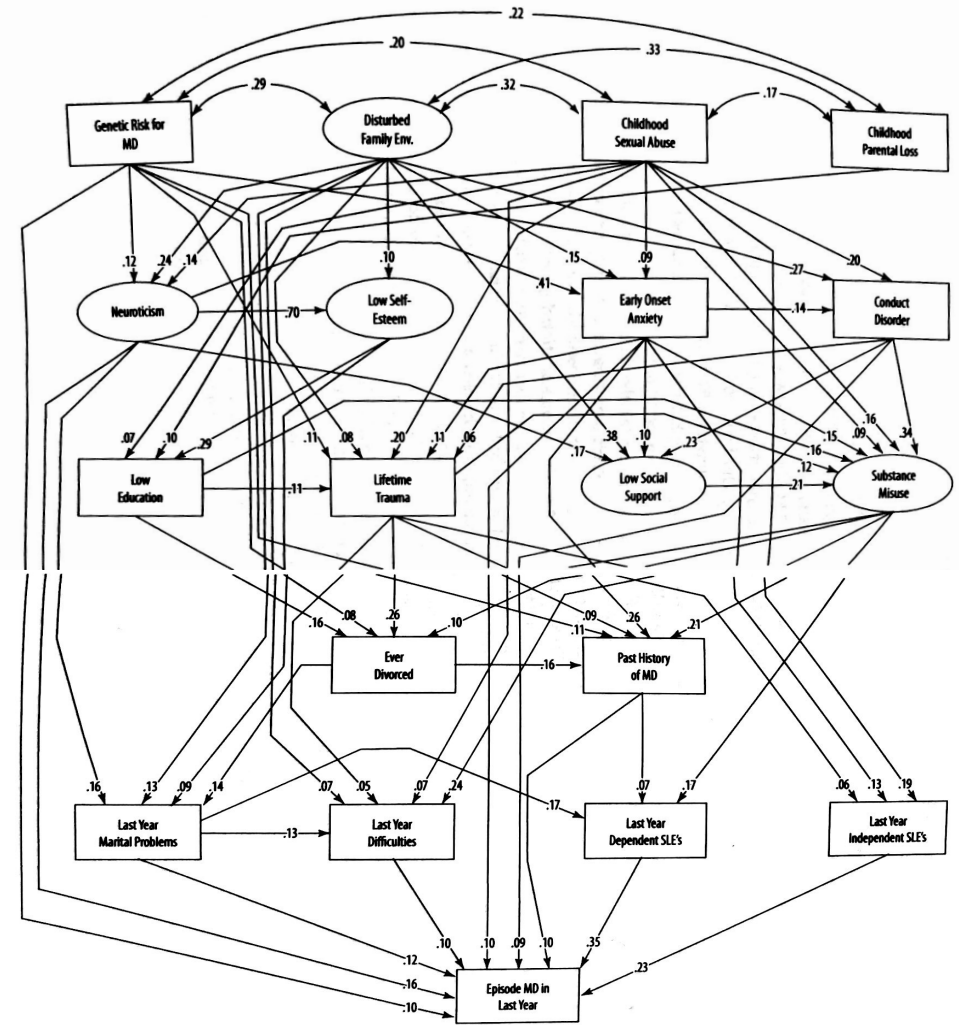 .22
.20
.33
.29
.32
.17
Genetic Risk for
MD
Disturbed
Family Env.
Childhood
Sexual Abuse
Childhood
Parental Loss
.12
.24
.14
.10
.41
.15
.09
.27
.20
Neuroticism
.70
Low Self-
Esteem
Early Onset
Anxiety
.14
Conduct
Disorder
.07
.10
.29
.11
.08
.20
.11
.06
.17
.38
.10
.23
.12
.16
.15
.09
.16
.34
Low
Education
.11
Lifetime
Trauma
Low Social
Support
.21
Substance
Misuse
.16
.08
.26
.10
.11
.09
.26
.21
Ever
Divorced
.16
Past History
of MD
.16
.13
.09
.14
.07
.05
.07
.24
.17
.07
.17
.06
.13
.19
Last Year
Marital Problems
.13
Last Year
Difficulties
Last Year
Dependent SLE's
Last Year
Independent SLE's
.12
.16
.10
.10
.10
.09
.10
.35
.23
Episode MD in
Last Year